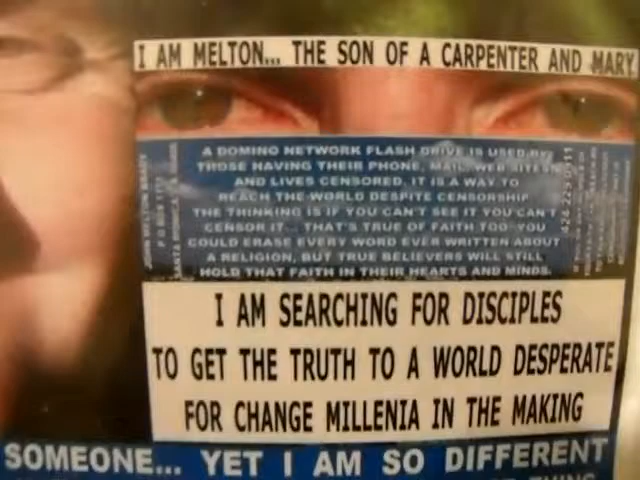 I AM MELTON... THE SON OF A CARPENTER AND MARY.
A DOMINO NETWORK FLASH DRIVE IS USED BY
THOSE HAVING THEIR PHONE, MAIL, WEB SITES
AND LIVES CENSORED. IT IS A WAY TO
REACH THE WORLD DESPITE CENSORSHIP
THE THINKING IS IF YOU CAN'T SEE IT YOU CAN'T
CENSOR IT... THAT'S TRUE OF FAITH TOO. YOU
COULD ERASE EVERY WORD EVER WRITTEN ABOUT
A RELIGION, BUT TRUE BELIEVERS WILL STILL
HOLD THAT FAITH IN THEIR HEARTS AND MINDS.
P O BOX
SANTA MONICA, CA
I AM SEARCHING FOR DISCIPLES
TO GET THE TRUTH TO A WORLD DESPERATE
FOR CHANGE MILLENIA IN THE MAKING
SOMEONE... YET I AM SO DIFFERENT
THING